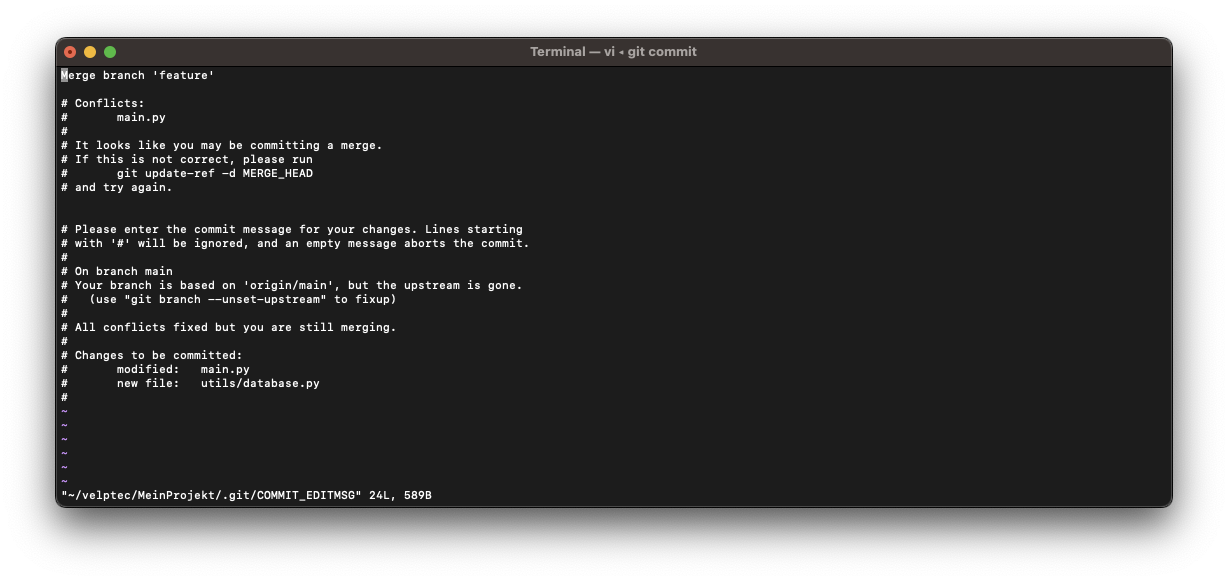 Terminal — vi ◂ git commit
Merge branch 'feature'
# Conflicts:
#       main.py
#
# It looks like you may be committing a merge.
# If this is not correct, please run
#       git update-ref -d MERGE_HEAD
# and try again.
# Please enter the commit message for your changes. Lines starting
# with '#' will be ignored, and an empty message aborts the commit.
#
# On branch main
# Your branch is based on 'origin/main', but the upstream is gone.
#   (use "git branch --unset-upstream" to fixup)
#
# All conflicts fixed but you are still merging.
#
# Changes to be committed:
#       modified:   main.py
#       new file:   utils/database.py
#
~
~
~
~
~
~
"~/velptec/MeinProjekt/.git/COMMIT_EDITMSG" 24L, 589B